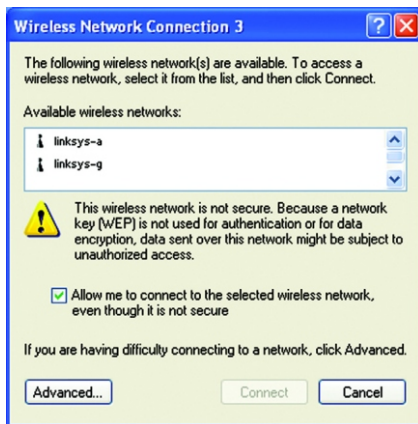 Wireless Network Connection 3
The following wireless network(s) are available. To access a
wireless network, select it from the list, and then click Connect.
Available wireless networks:
linksys-a
linksys-g
This wireless network is not secure. Because a network
key (WEP) is not used for authentication or for data
encryption, data sent over this network might be subject to
unauthorized access.
Allow me to connect to the selected wireless network,
even though it is not secure
If you are having difficulty connecting to a network, click Advanced.
Advanced... Connect Cancel